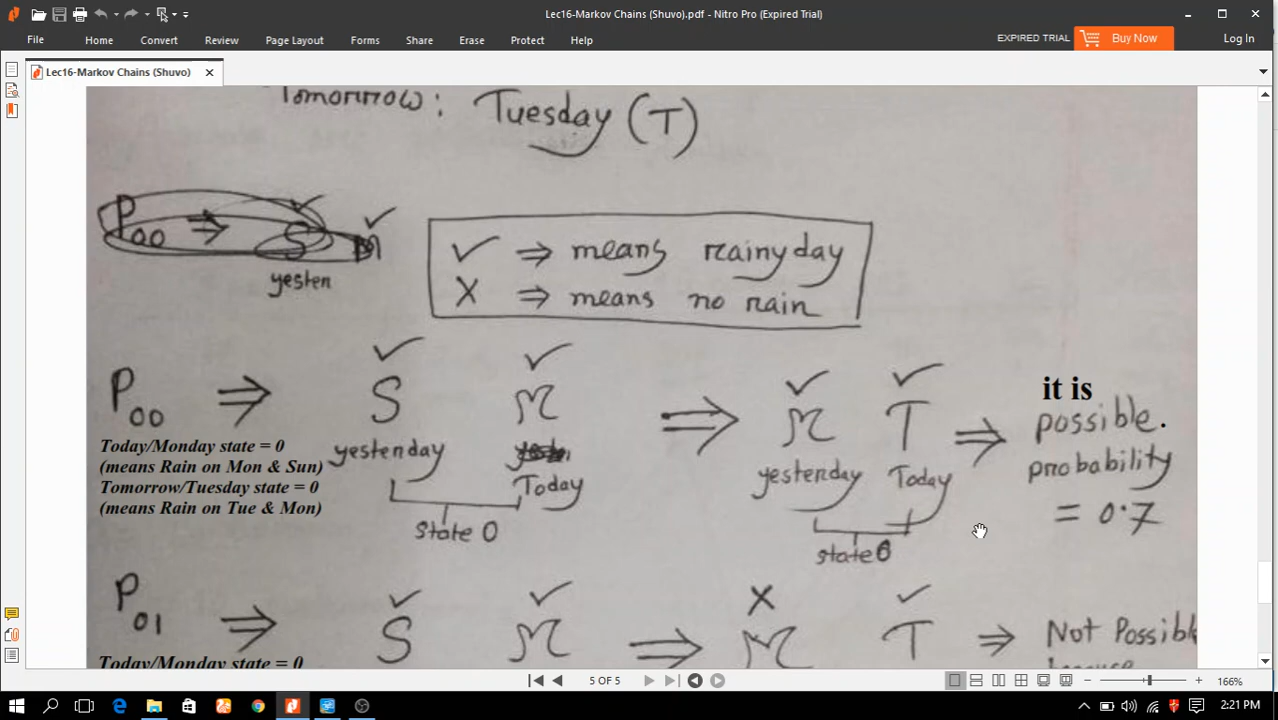 Lec16-Markov Chains (Shuvo).pdf - Nitro Pro (Expired Trial)
File Home Convert Review Page Layout Forms Share Erase Protect Help
EXPIRED TRIAL Buy Now Log In
Lec16-Markov Chains (Shuvo)
Tomorrow: Tuesday (T)
P00 ⇒ S ✓ M ✓
yester
✓ ⇒ means rainy day
X ⇒ means no rain
✓ ✓ ✓ ✓
P00 ⇒ S M ⇒ M T ⇒ it is possible.
yesterday Today yesterday Today probability
= 0.7
Today/Monday state = 0
(means Rain on Mon & Sun)
Tomorrow/Tuesday state = 0
(means Rain on Tue & Mon)
state 0 state 0
✓ ✓ X ✓
P01 ⇒ S M ⇒ M T ⇒ Not Possibl
Today/Monday state = 0
because
5 OF 5
166%
2:21 PM